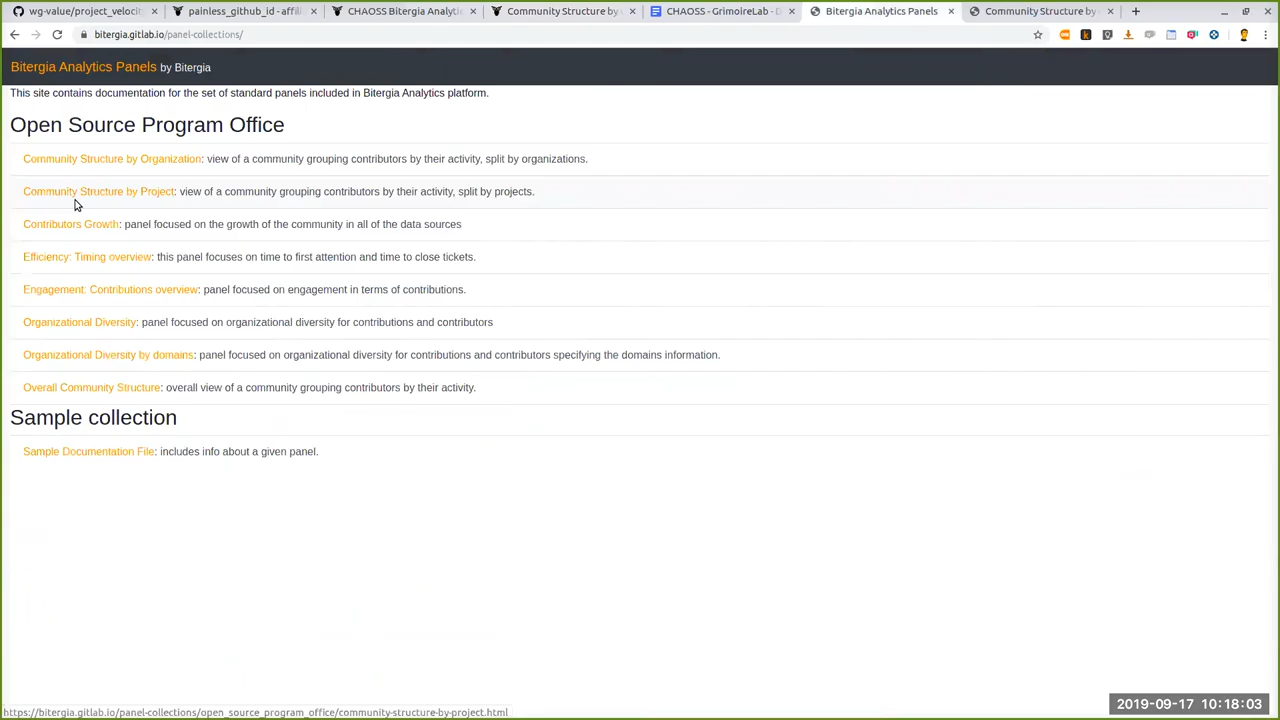 wg-value/project_velocity
painless_github_id - affili
CHAOSS Bitergia Analytic
Community Structure by
CHAOSS - GrimoireLab - D
Bitergia Analytics Panels
Community Structure by
bitergia.gitlab.io/panel-collections/
Bitergia Analytics Panels by Bitergia
This site contains documentation for the set of standard panels included in Bitergia Analytics platform.
Open Source Program Office
Community Structure by Organization: view of a community grouping contributors by their activity, split by organizations.
Community Structure by Project: view of a community grouping contributors by their activity, split by projects.
Contributors Growth: panel focused on the growth of the community in all of the data sources
Efficiency: Timing overview: this panel focuses on time to first attention and time to close tickets.
Engagement: Contributions overview: panel focused on engagement in terms of contributions.
Organizational Diversity: panel focused on organizational diversity for contributions and contributors
Organizational Diversity by domains: panel focused on organizational diversity for contributions and contributors specifying the domains information.
Overall Community Structure: overall view of a community grouping contributors by their activity.
Sample collection
Sample Documentation File: includes info about a given panel.
https://bitergia.gitlab.io/panel-collections/open_source_program_office/community-structure-by-project.html
2019-09-17 10:18:03